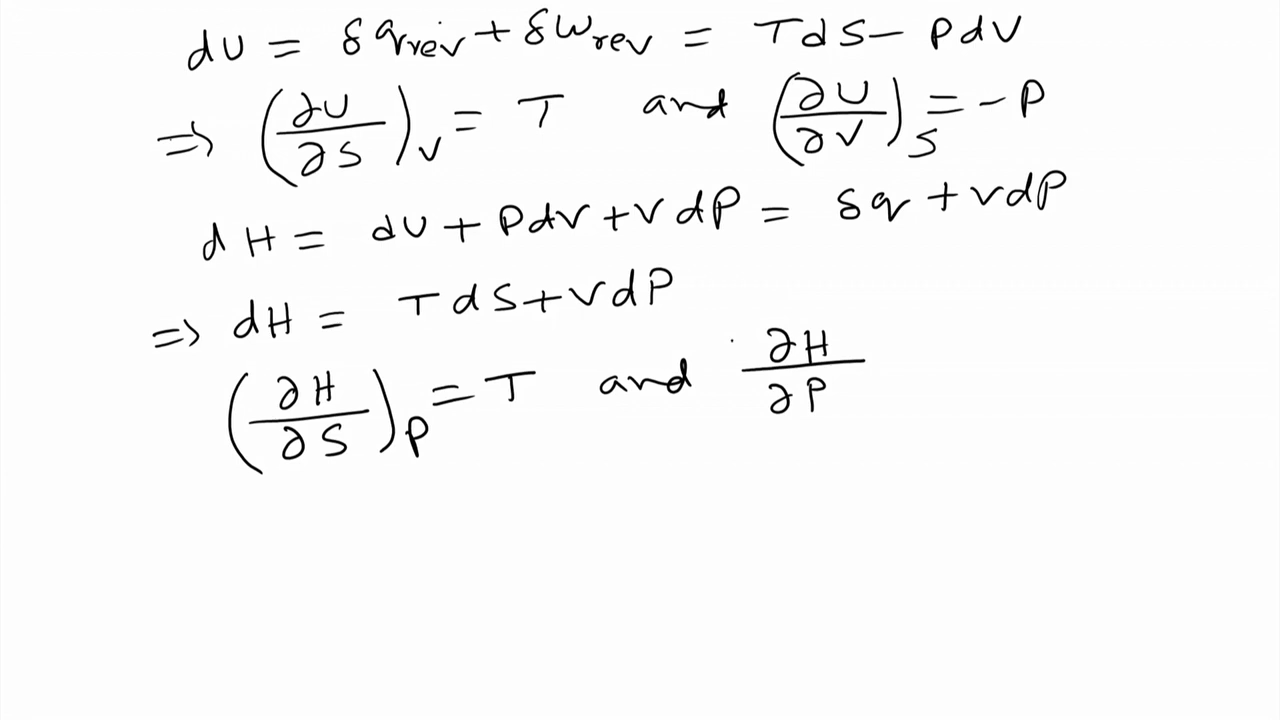 dU = δq_rev + δw_rev = TdS − PdV
⇒ (∂U/∂S)_V = T and (∂U/∂V)_S = −P
dH = dU + PdV + VdP = δq + VdP
⇒ dH = TdS + VdP
(∂H/∂S)_P = T and ∂H/∂P